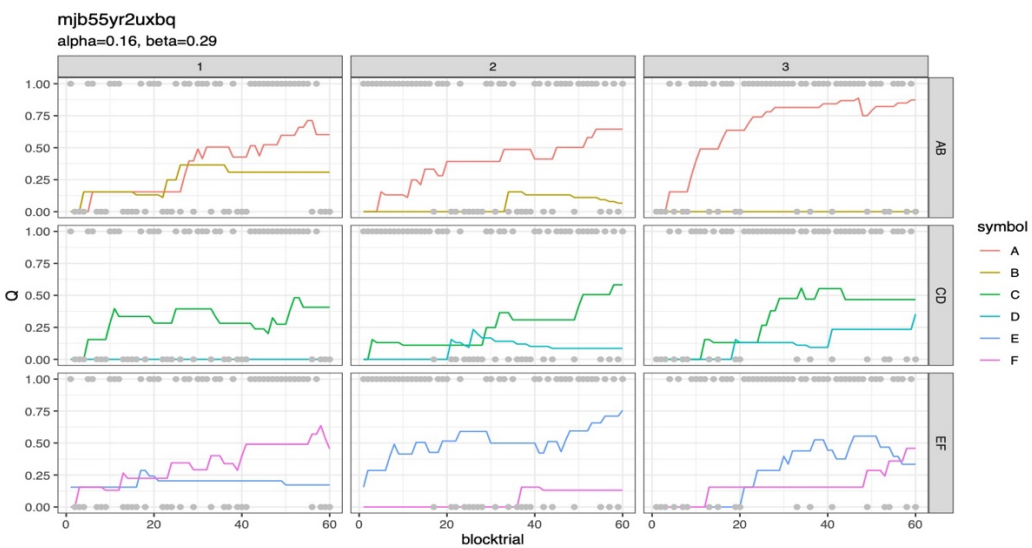 mjb55yr2uxbq
alpha=0.16, beta=0.29
1 2 3
1.00
0.75
0.50
0.25
0.00
AB
1.00
0.75
0.50
0.25
0.00
CD
Q
1.00
0.75
0.50
0.25
0.00
EF
0 20 40 60 0 20 40 60 0 20 40 60
blocktrial
symbol
A
B
C
D
E
F